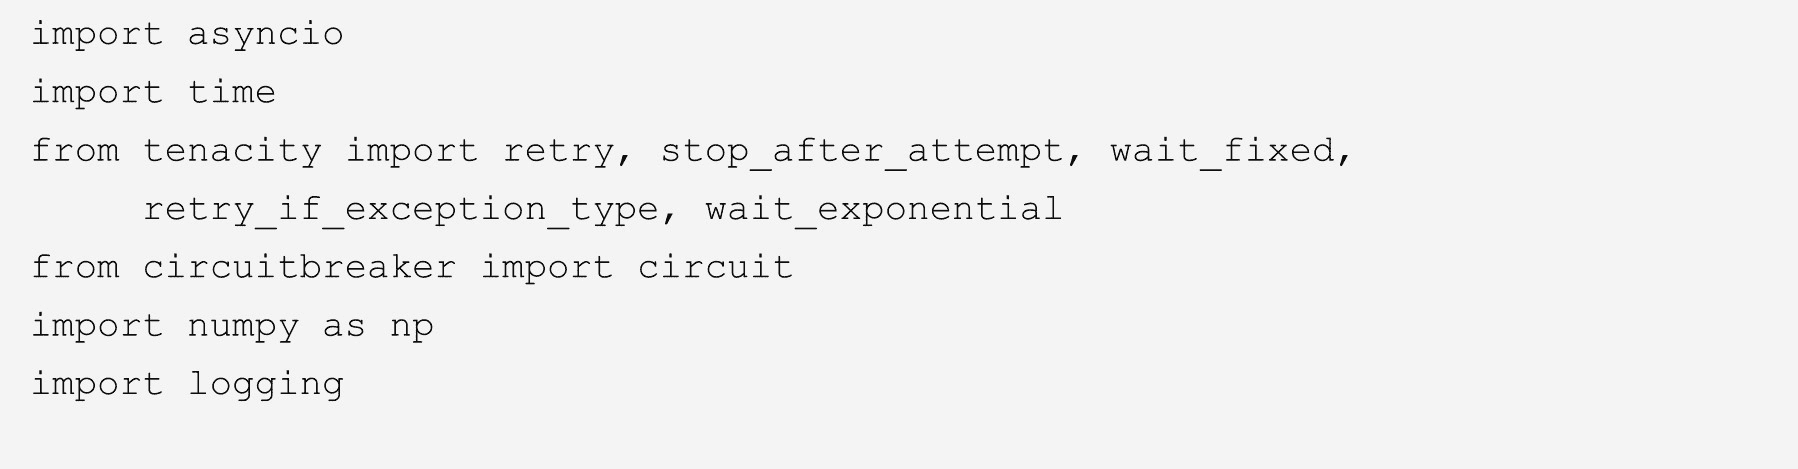 import asyncio
import time
from tenacity import retry, stop_after_attempt, wait_fixed,
     retry_if_exception_type, wait_exponential
from circuitbreaker import circuit
import numpy as np
import logging